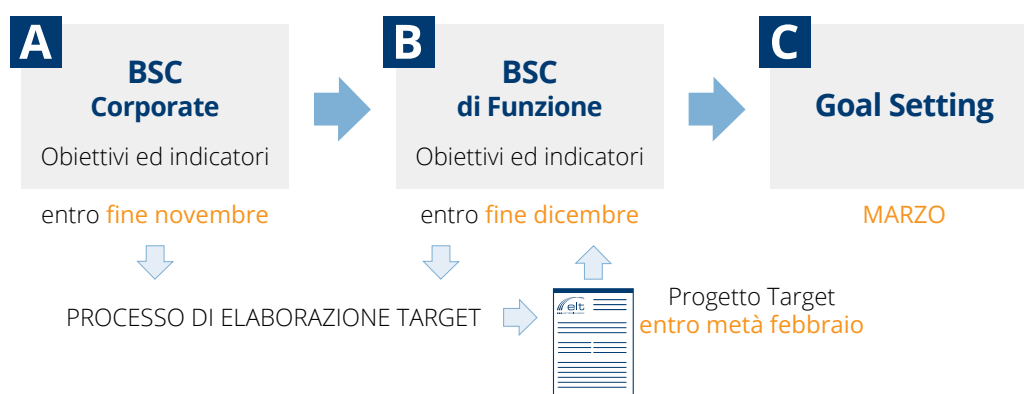 A
BSC
Corporate
Obiettivi ed indicatori
entro fine novembre
B
BSC
di Funzione
Obiettivi ed indicatori
entro fine dicembre
C
Goal Setting
MARZO
PROCESSO DI ELABORAZIONE TARGET
elt
Progetto Target
entro metà febbraio